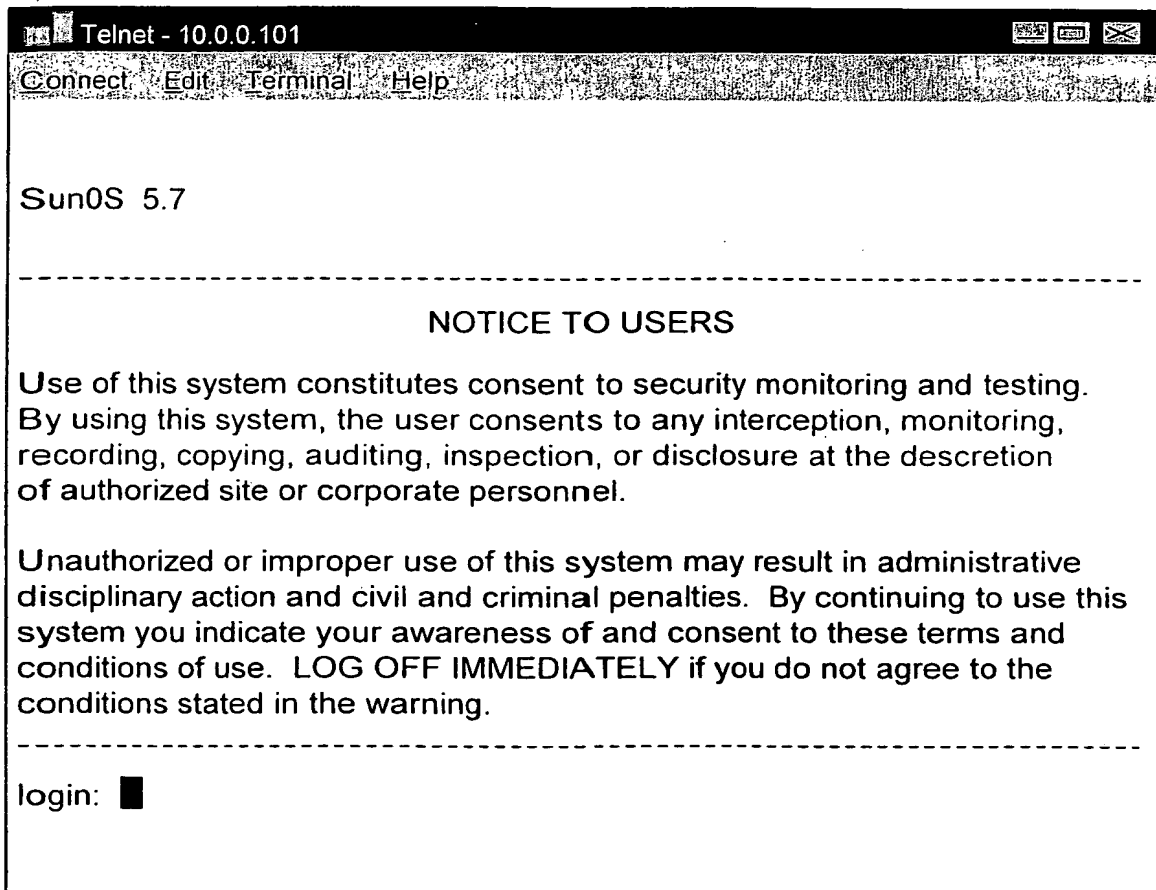 Telnet - 10.0.0.101
Connect Edit Terminal Help
Sun0S 5.7
--------------------------------------------------------------------------------
NOTICE TO USERS
Use of this system constitutes consent to security monitoring and testing.
By using this system, the user consents to any interception, monitoring,
recording, copying, auditing, inspection, or disclosure at the descretion
of authorized site or corporate personnel.
Unauthorized or improper use of this system may result in administrative
disciplinary action and civil and criminal penalties. By continuing to use this
system you indicate your awareness of and consent to these terms and
conditions of use. LOG OFF IMMEDIATELY if you do not agree to the
conditions stated in the warning.
--------------------------------------------------------------------------------
login: